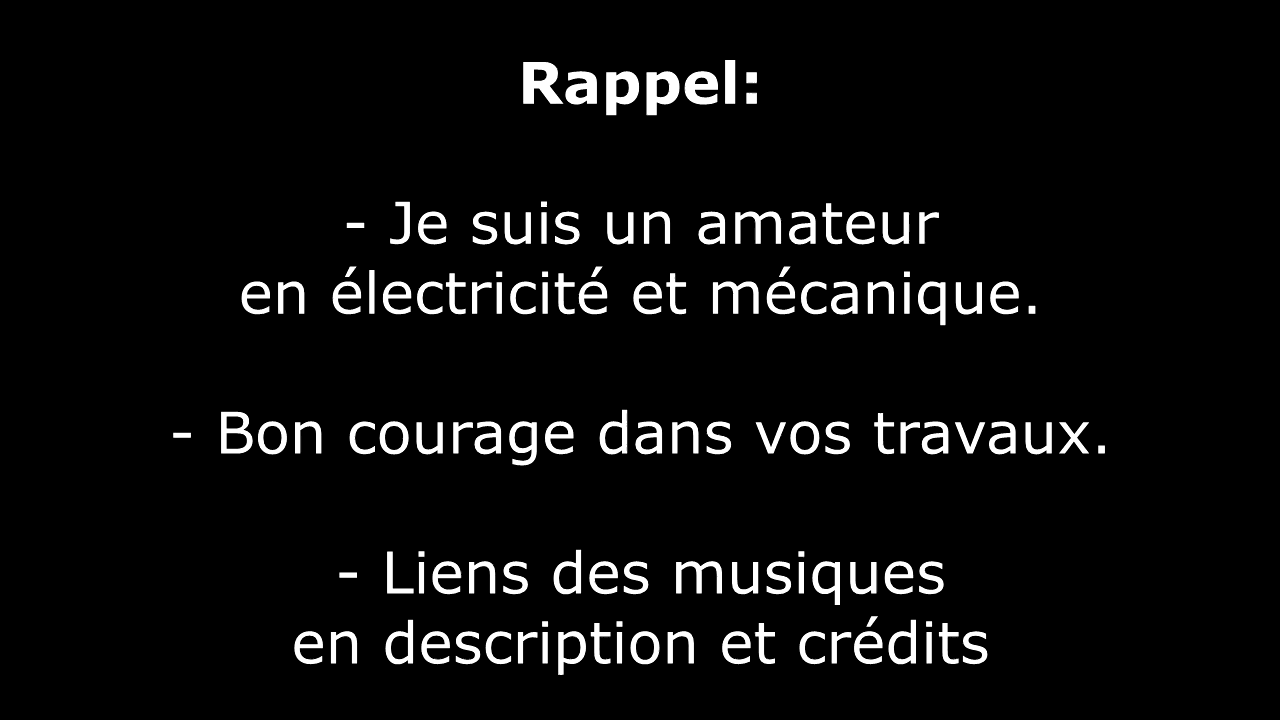 Rappel:
- Je suis un amateur
en électricité et mécanique.
- Bon courage dans vos travaux.
- Liens des musiques
en description et crédits